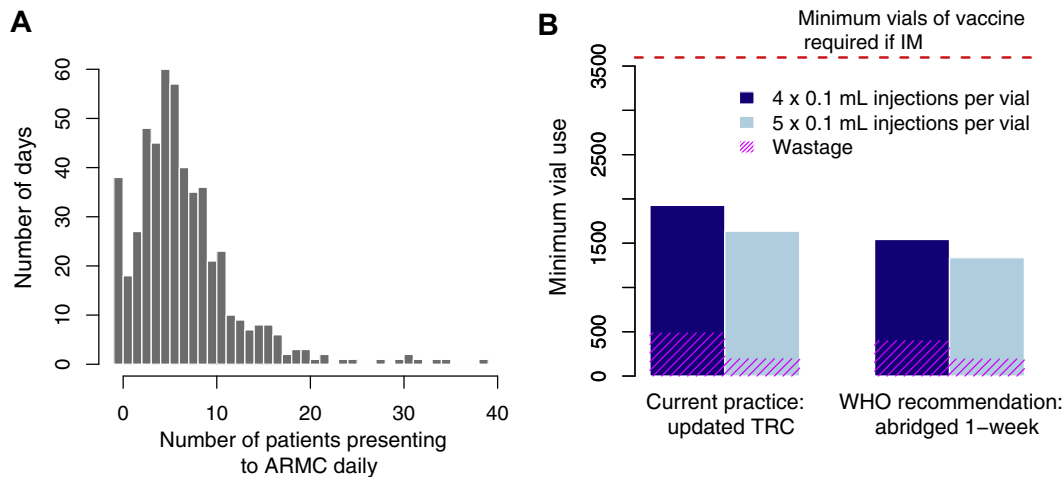 A
Number of days
60
50
40
30
20
10
0
0 10 20 30 40
Number of patients presenting
to ARMC daily
B
Minimum vials of vaccine
required if IM
Minimum vial use
3500
2500
1500
500
0
4 x 0.1 mL injections per vial
5 x 0.1 mL injections per vial
Wastage
Current practice:
updated TRC
WHO recommendation:
abridged 1−week